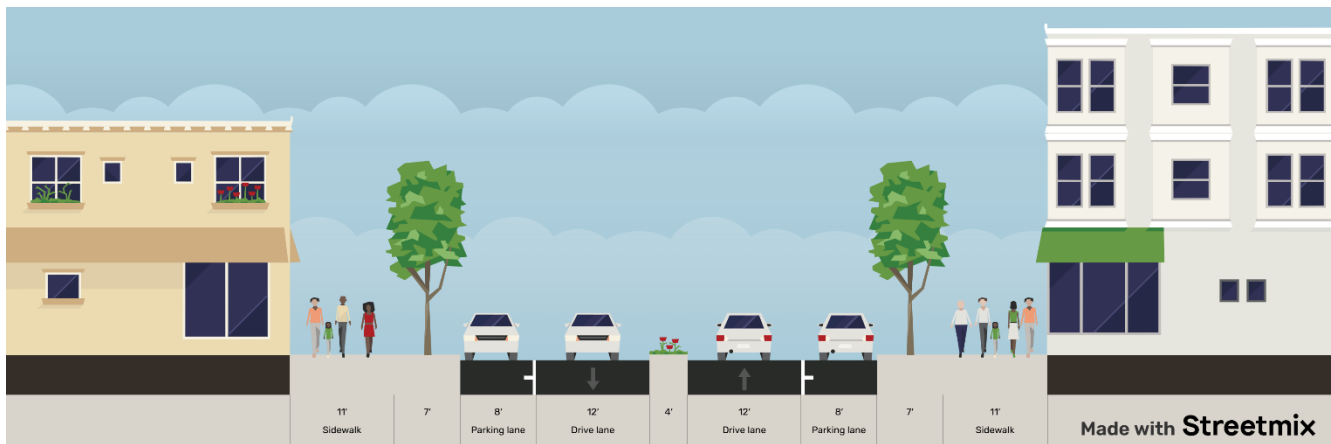 11' 7' 8' 12' 4' 12' 8' 7' 11'
Sidewalk Parking lane Drive lane Drive lane Parking lane Sidewalk
Made with Streetmix